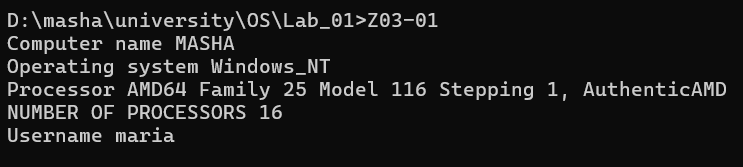 D:\masha\university\OS\Lab_01>Z03-01
Computer name MASHA
Operating system Windows_NT
Processor AMD64 Family 25 Model 116 Stepping 1, AuthenticAMD
NUMBER OF PROCESSORS 16
Username maria